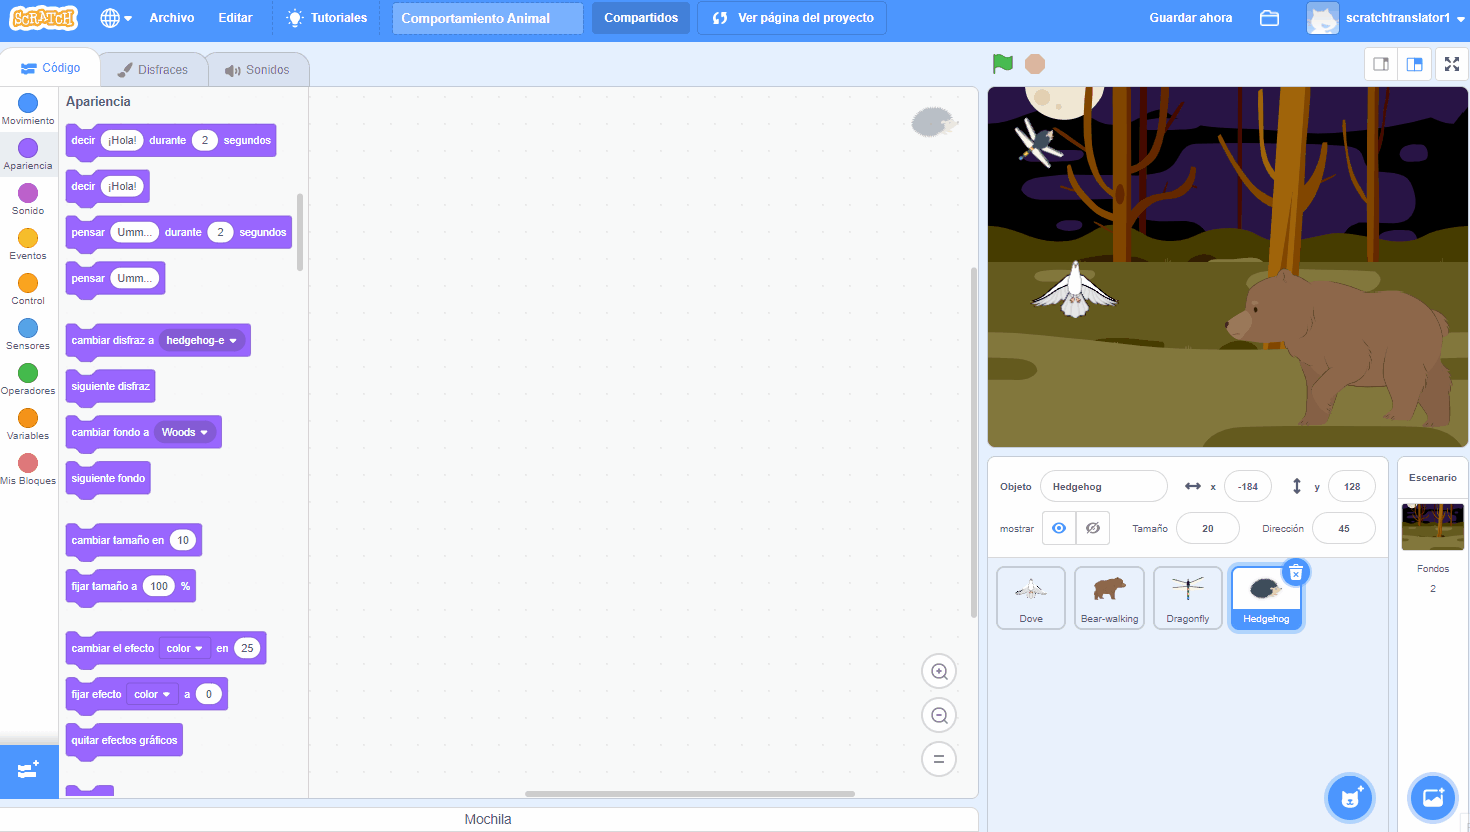 SCRATCH
Archivo
Editar
Tutoriales
Comportamiento Animal
Compartidos
Ver página del proyecto
Guardar ahora
scratchtranslator1
Código
Disfraces
Sonidos
Movimiento
Apariencia
Sonido
Eventos
Control
Sensores
Operadores
Variables
Mis Bloques
Apariencia
decir ¡Hola! durante 2 segundos
decir ¡Hola!
pensar Umm... durante 2 segundos
pensar Umm...
cambiar disfraz a hedgehog-e
siguiente disfraz
cambiar fondo a Woods
siguiente fondo
cambiar tamaño en 10
fijar tamaño a 100 %
cambiar el efecto color en 25
fijar efecto color a 0
quitar efectos gráficos
Mochila
Objeto Hedgehog x -184 y 128
mostrar Tamaño 20 Dirección 45
Dove
Bear-walking
Dragonfly
Hedgehog
Escenario
Fondos
2